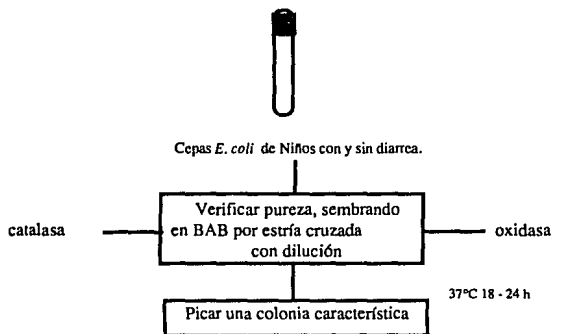 Cepas E. coli de Niños con y sin diarrea.
Verificar pureza, sembrando
catalasa
en BAB por estría cruzada
oxidasa
con dilución
37°C 18 - 24 h
Picar una colonia característica